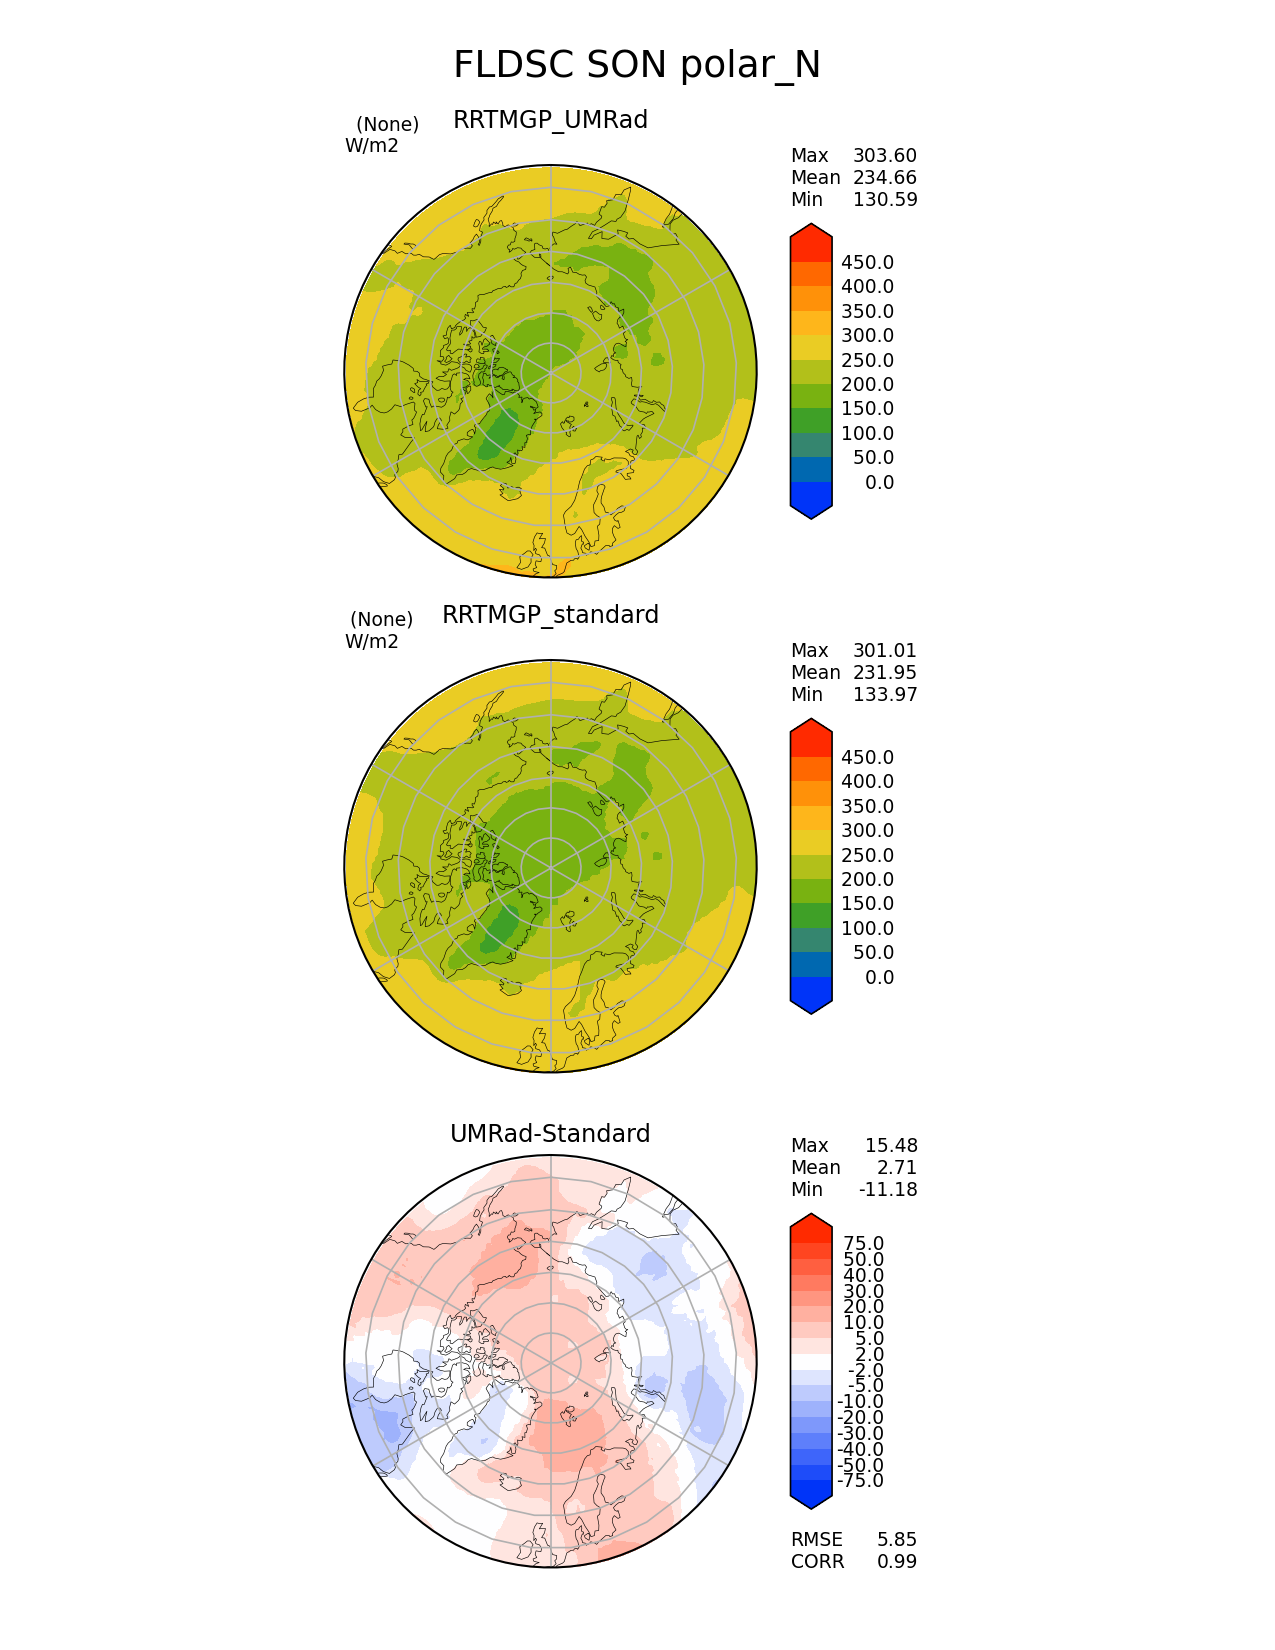 FLDSC SON polar_N
(None)
RRTMGP_UMRad
W/m2
Max 303.60
Mean 234.66
Min 130.59
450.0
400.0
350.0
300.0
250.0
200.0
150.0
100.0
50.0
0.0
(None)
RRTMGP_standard
W/m2
Max 301.01
Mean 231.95
Min 133.97
450.0
400.0
350.0
300.0
250.0
200.0
150.0
100.0
50.0
0.0
UMRad-Standard
Max 15.48
Mean 2.71
Min -11.18
75.0
50.0
40.0
30.0
20.0
10.0
5.0
2.0
-2.0
-5.0
-10.0
-20.0
-30.0
-40.0
-50.0
-75.0
RMSE 5.85
CORR 0.99